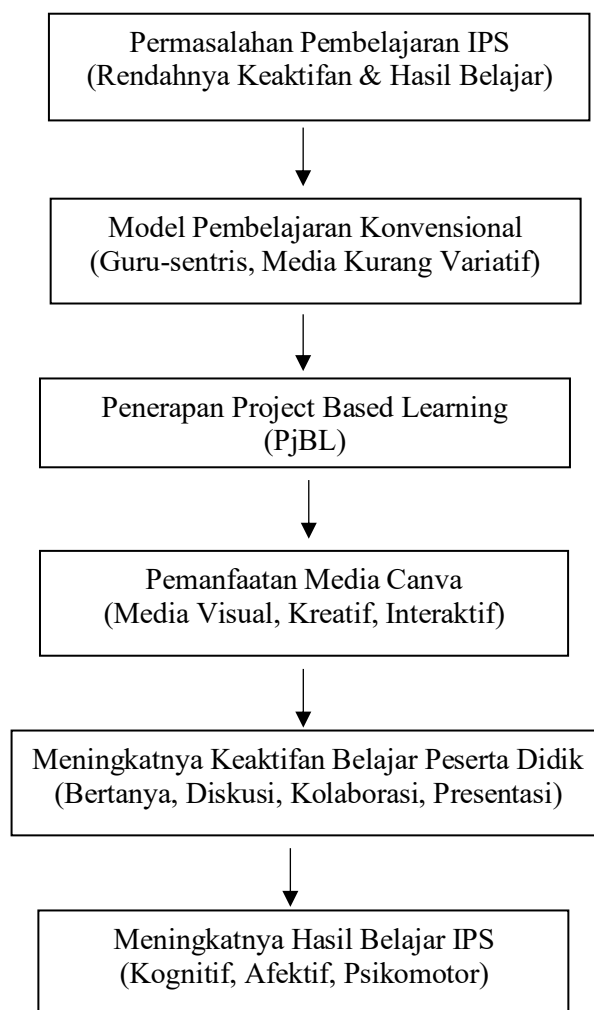 Permasalahan Pembelajaran IPS
(Rendahnya Keaktifan & Hasil Belajar)
Model Pembelajaran Konvensional
(Guru-sentris, Media Kurang Variatif)
Penerapan Project Based Learning
(PjBL)
Pemanfaatan Media Canva
(Media Visual, Kreatif, Interaktif)
Meningkatnya Keaktifan Belajar Peserta Didik
(Bertanya, Diskusi, Kolaborasi, Presentasi)
Meningkatnya Hasil Belajar IPS
(Kognitif, Afektif, Psikomotor)